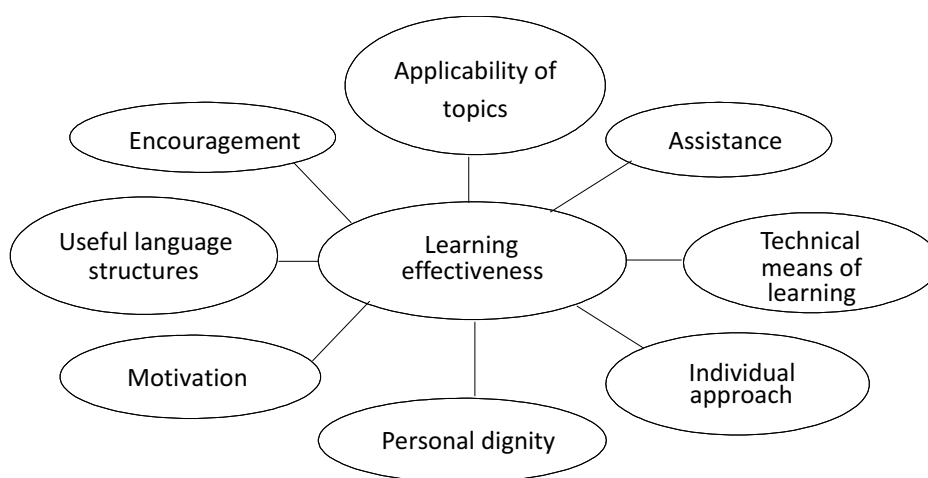 Applicability of
topics
Encouragement
Assistance
Useful language
structures
Learning
effectiveness
Technical
means of
learning
Motivation
Individual
approach
Personal dignity